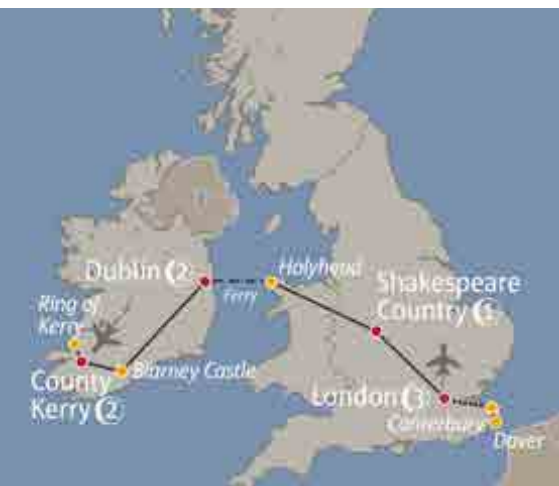 Dublin (2
Ferry
Holyhead
Shakespeare
Country (1
Ring of
Kerry
Blarney Castle
County
Kerry (2
London (3
Canterbury
Dover